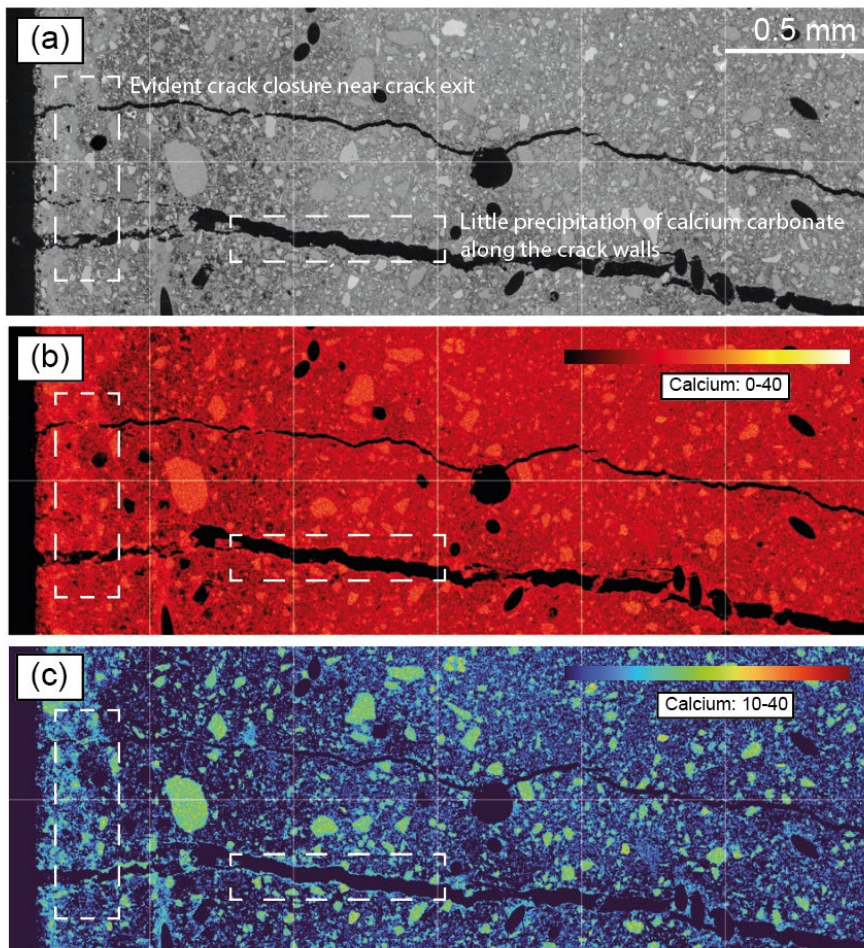 (a)
0.5 mm
Evident crack closure near crack exit
Little precipitation of calcium carbonate
along the crack walls
(b)
Calcium: 0-40
(c)
Calcium: 10-40